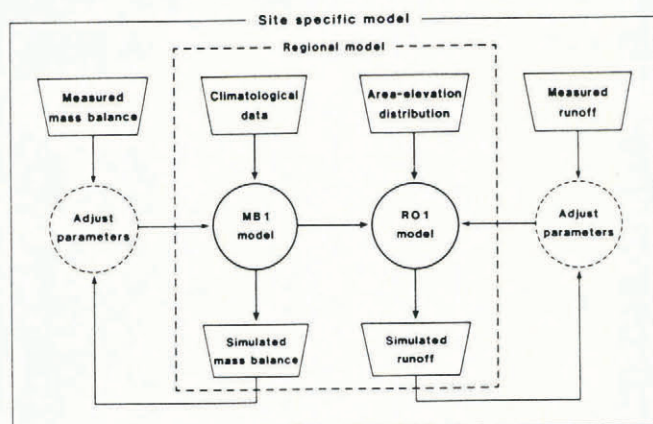 Site specific model
Regional model
Measured
mass balance
Climatological
data
Area-elevation
distribution
Measured
runoff
Adjust
parameters
MB1
model
RO1
model
Adjust
parameters
Simulated
mass balance
Simulated
runoff